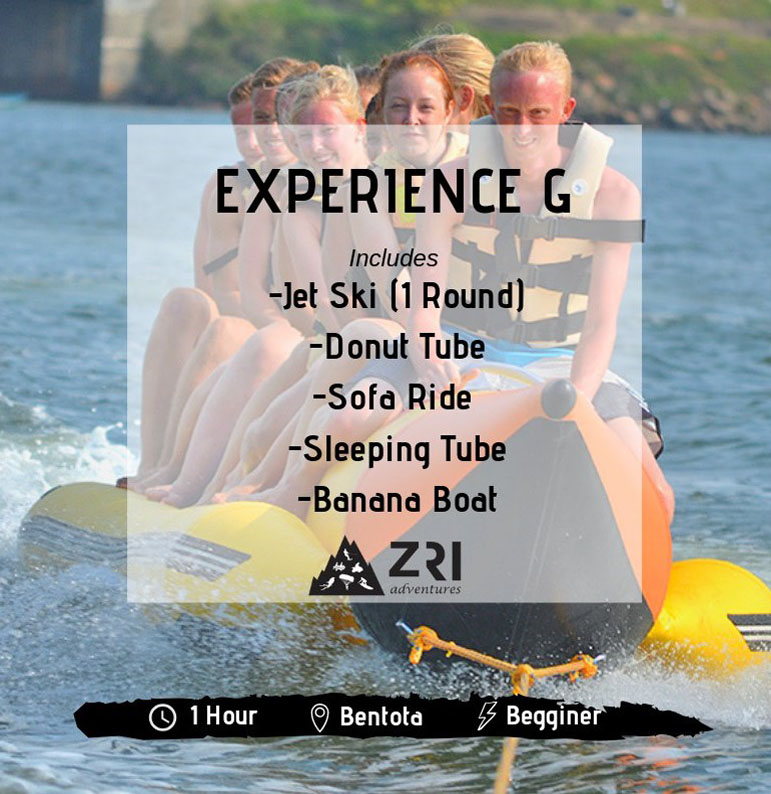 EXPERIENCE G
Includes
-Jet Ski (1 Round)
-Donut Tube
-Sofa Ride
-Sleeping Tube
-Banana Boat
ZRI
adventures
1 Hour
Bentota
Begginer